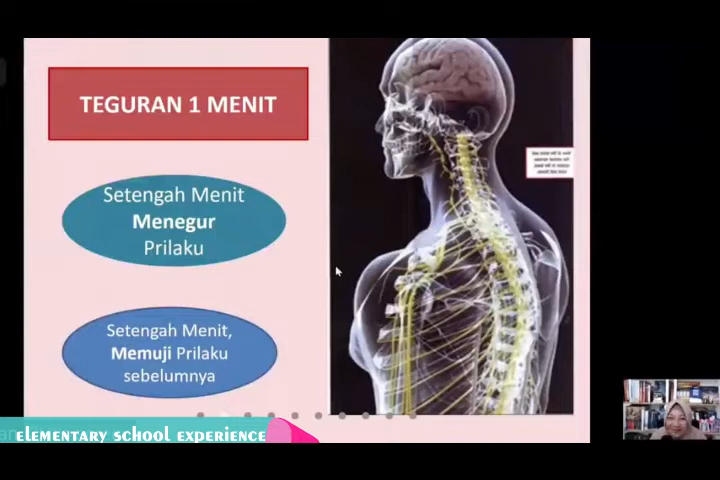 TEGURAN 1 MENIT
Setengah Menit
Menegur
Prilaku
Setengah Menit,
Memuji Prilaku
sebelumnya
ELEMENTARY SCHOOL EXPERIENCE